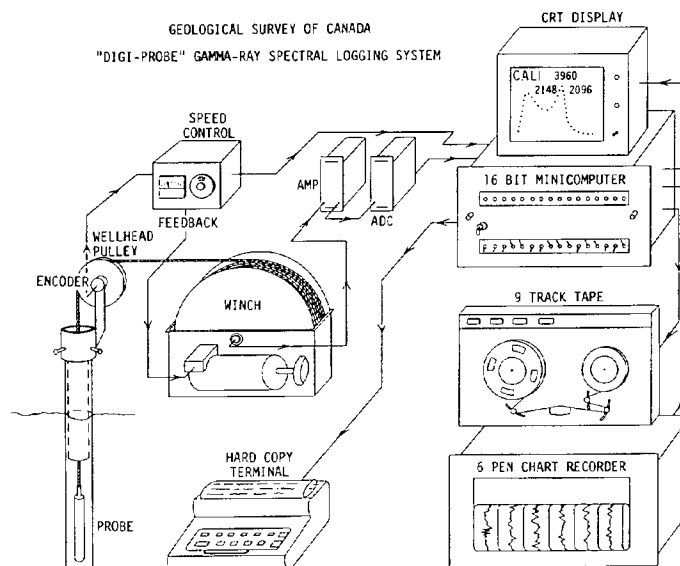 GEOLOGICAL SURVEY OF CANADA
"DIGI-PROBE" GAMMA-RAY SPECTRAL LOGGING SYSTEM
CRT DISPLAY
CALI 3960
2148 2096
SPEED
CONTROL
AMP
ADC
16 BIT MINICOMPUTER
FEEDBACK
WELLHEAD
PULLEY
ENCODER
WINCH
9 TRACK TAPE
HARD COPY
TERMINAL
6 PEN CHART RECORDER
PROBE